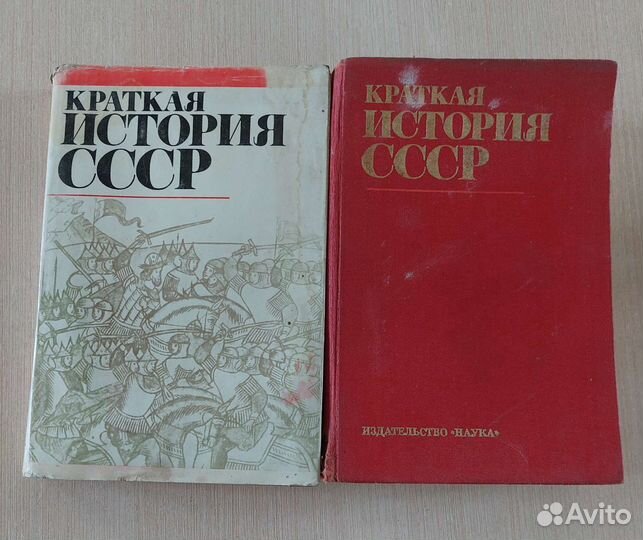 КРАТКАЯ
ИСТОРИЯ
СССР
КРАТКАЯ
ИСТОРИЯ
СССР
ИЗДАТЕЛЬСТВО «НАУКА»
Avito